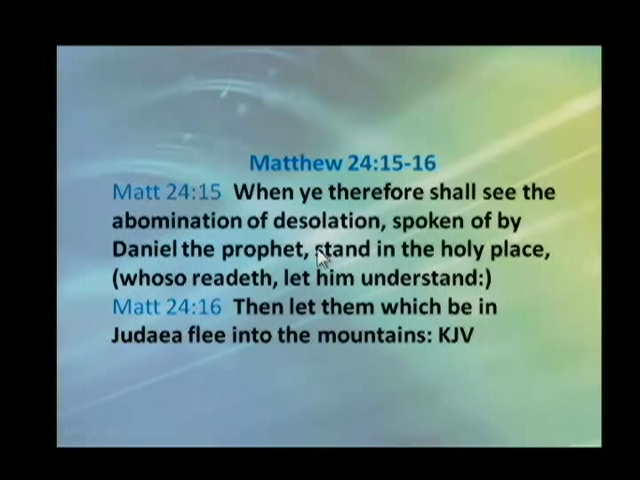 Matthew 24:15-16
Matt 24:15 When ye therefore shall see the
abomination of desolation, spoken of by
Daniel the prophet, stand in the holy place,
(whoso readeth, let him understand:)
Matt 24:16 Then let them which be in
Judaea flee into the mountains: KJV